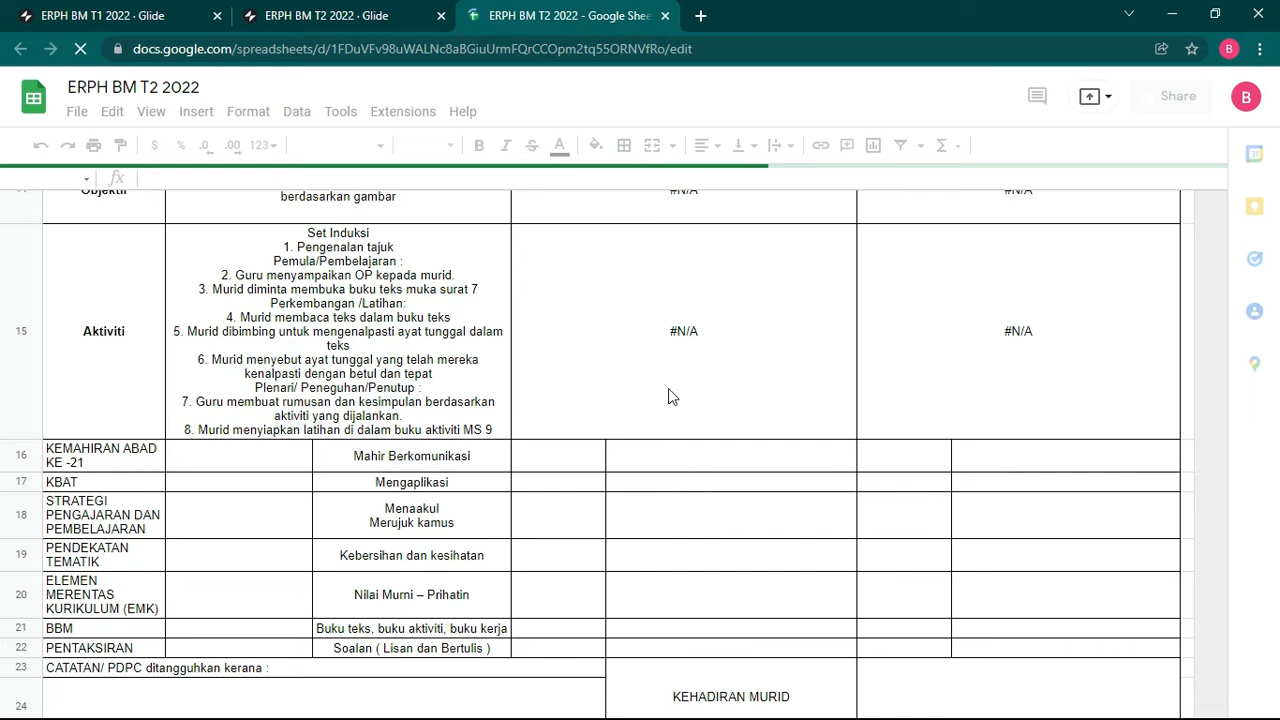 ERPH BM T1 2022 · Glide
ERPH BM T2 2022 · Glide
ERPH BM T2 2022 - Google Shee
docs.google.com/spreadsheets/d/1FDuVFv98uWALNc8aBGiuUrmFQrCCOpm2tq55ORNVfRo/edit
B
ERPH BM T2 2022
File Edit View Insert Format Data Tools Extensions Help
Share
B
$ % .0 .00 123
B I S A
fx
Objektif
berdasarkan gambar
#N/A
#N/A
15
Aktiviti
Set Induksi
1. Pengenalan tajuk
Pemula/Pembelajaran :
2. Guru menyampaikan OP kepada murid.
3. Murid diminta membuka buku teks muka surat 7
Perkembangan /Latihan:
4. Murid membaca teks dalam buku teks
5. Murid dibimbing untuk mengenalpasti ayat tunggal dalam
teks
6. Murid menyebut ayat tunggal yang telah mereka
kenalpasti dengan betul dan tepat
Plenari/ Peneguhan/Penutup :
7. Guru membuat rumusan dan kesimpulan berdasarkan
aktiviti yang dijalankan.
8. Murid menyiapkan latihan di dalam buku aktiviti MS 9
#N/A
#N/A
16
KEMAHIRAN ABAD
KE -21
Mahir Berkomunikasi
17
KBAT
Mengaplikasi
18
STRATEGI
PENGAJARAN DAN
PEMBELAJARAN
Menaakul
Merujuk kamus
19
PENDEKATAN
TEMATIK
Kebersihan dan kesihatan
20
ELEMEN
MERENTAS
KURIKULUM (EMK)
Nilai Murni – Prihatin
21
BBM
Buku teks, buku aktiviti, buku kerja
22
PENTAKSIRAN
Soalan ( Lisan dan Bertulis )
23
CATATAN/ PDPC ditangguhkan kerana :
24
KEHADIRAN MURID